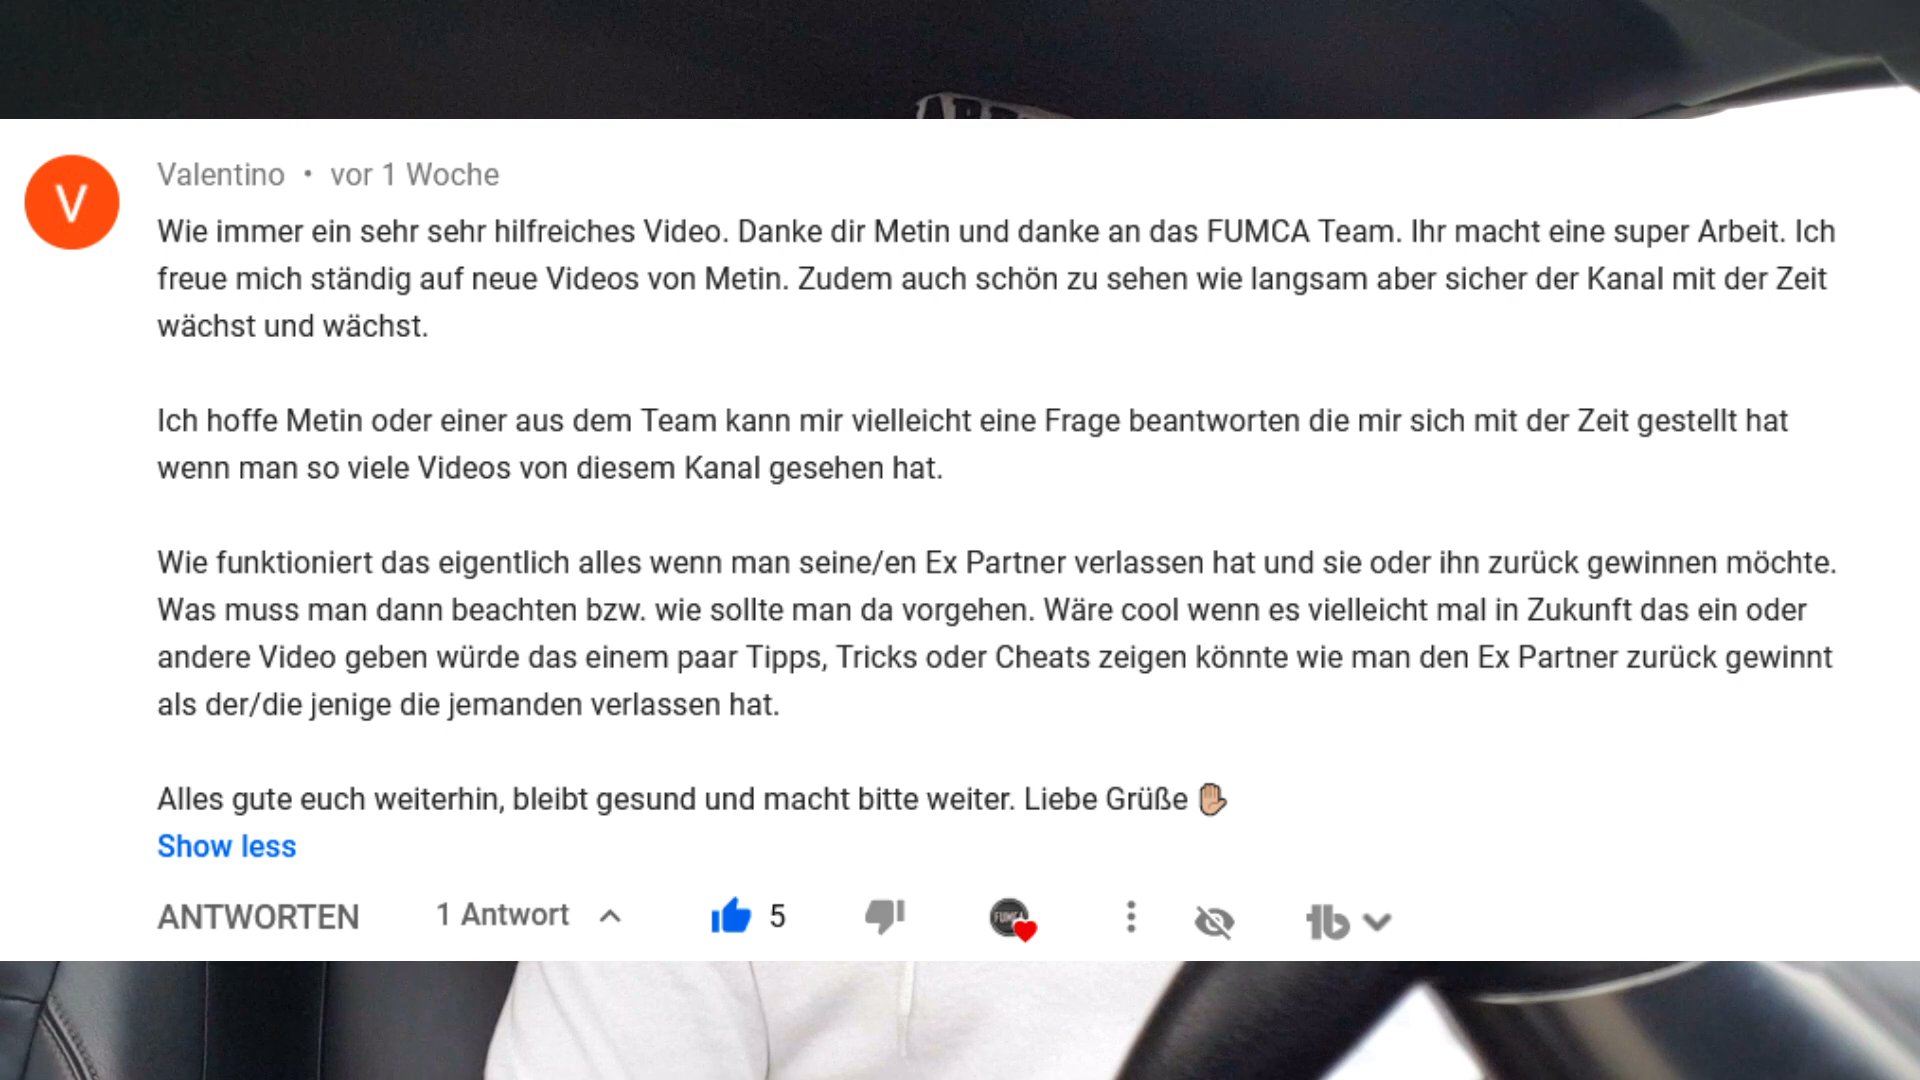 Valentino • vor 1 Woche
V
Wie immer ein sehr sehr hilfreiches Video. Danke dir Metin und danke an das FUMCA Team. Ihr macht eine super Arbeit. Ich
freue mich ständig auf neue Videos von Metin. Zudem auch schön zu sehen wie langsam aber sicher der Kanal mit der Zeit
wächst und wächst.
Ich hoffe Metin oder einer aus dem Team kann mir vielleicht eine Frage beantworten die mir sich mit der Zeit gestellt hat
wenn man so viele Videos von diesem Kanal gesehen hat.
Wie funktioniert das eigentlich alles wenn man seine/en Ex Partner verlassen hat und sie oder ihn zurück gewinnen möchte.
Was muss man dann beachten bzw. wie sollte man da vorgehen. Wäre cool wenn es vielleicht mal in Zukunft das ein oder
andere Video geben würde das einem paar Tipps, Tricks oder Cheats zeigen könnte wie man den Ex Partner zurück gewinnt
als der/die jenige die jemanden verlassen hat.
Alles gute euch weiterhin, bleibt gesund und macht bitte weiter. Liebe Grüße ✋🏼
Show less
ANTWORTEN 1 Antwort 5 FUMCA tb